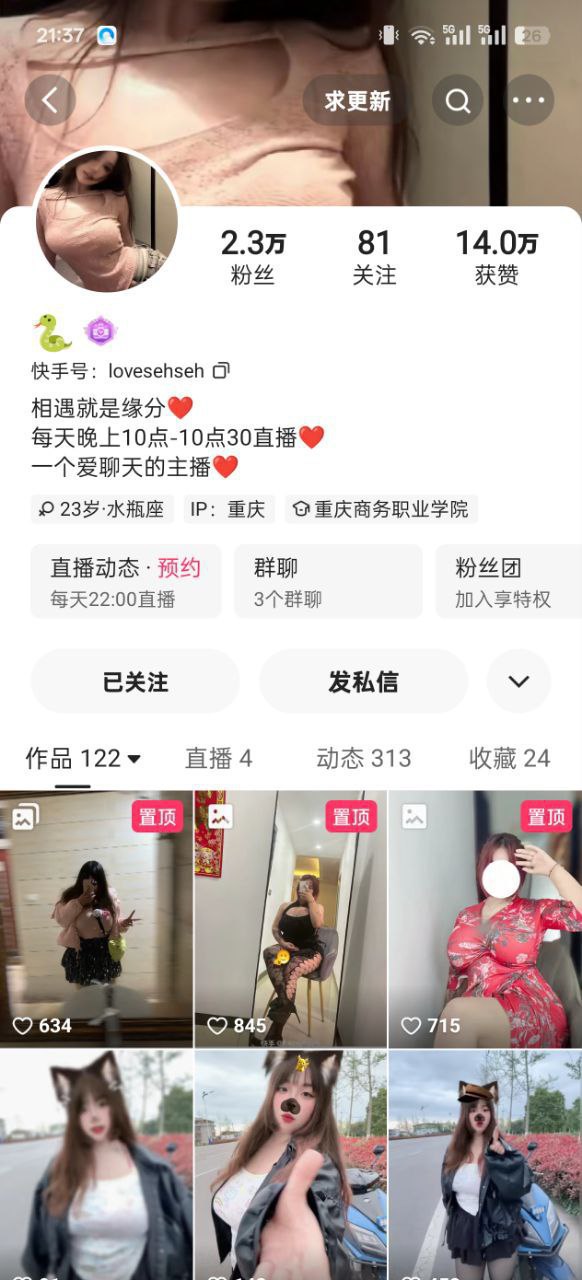 21:37
5G 5G 26
求更新
2.3万 81 14.0万
粉丝 关注 获赞
快手号：lovesehseh
相遇就是缘分❤️
每天晚上10点-10点30直播❤️
一个爱聊天的主播❤️
23岁·水瓶座 IP：重庆 重庆商务职业学院
直播动态 · 预约 群聊 粉丝团
每天22:00直播 3个群聊 加入享特权
已关注 发私信
作品 122 直播 4 动态 313 收藏 24
置顶 置顶 置顶
634 845 715